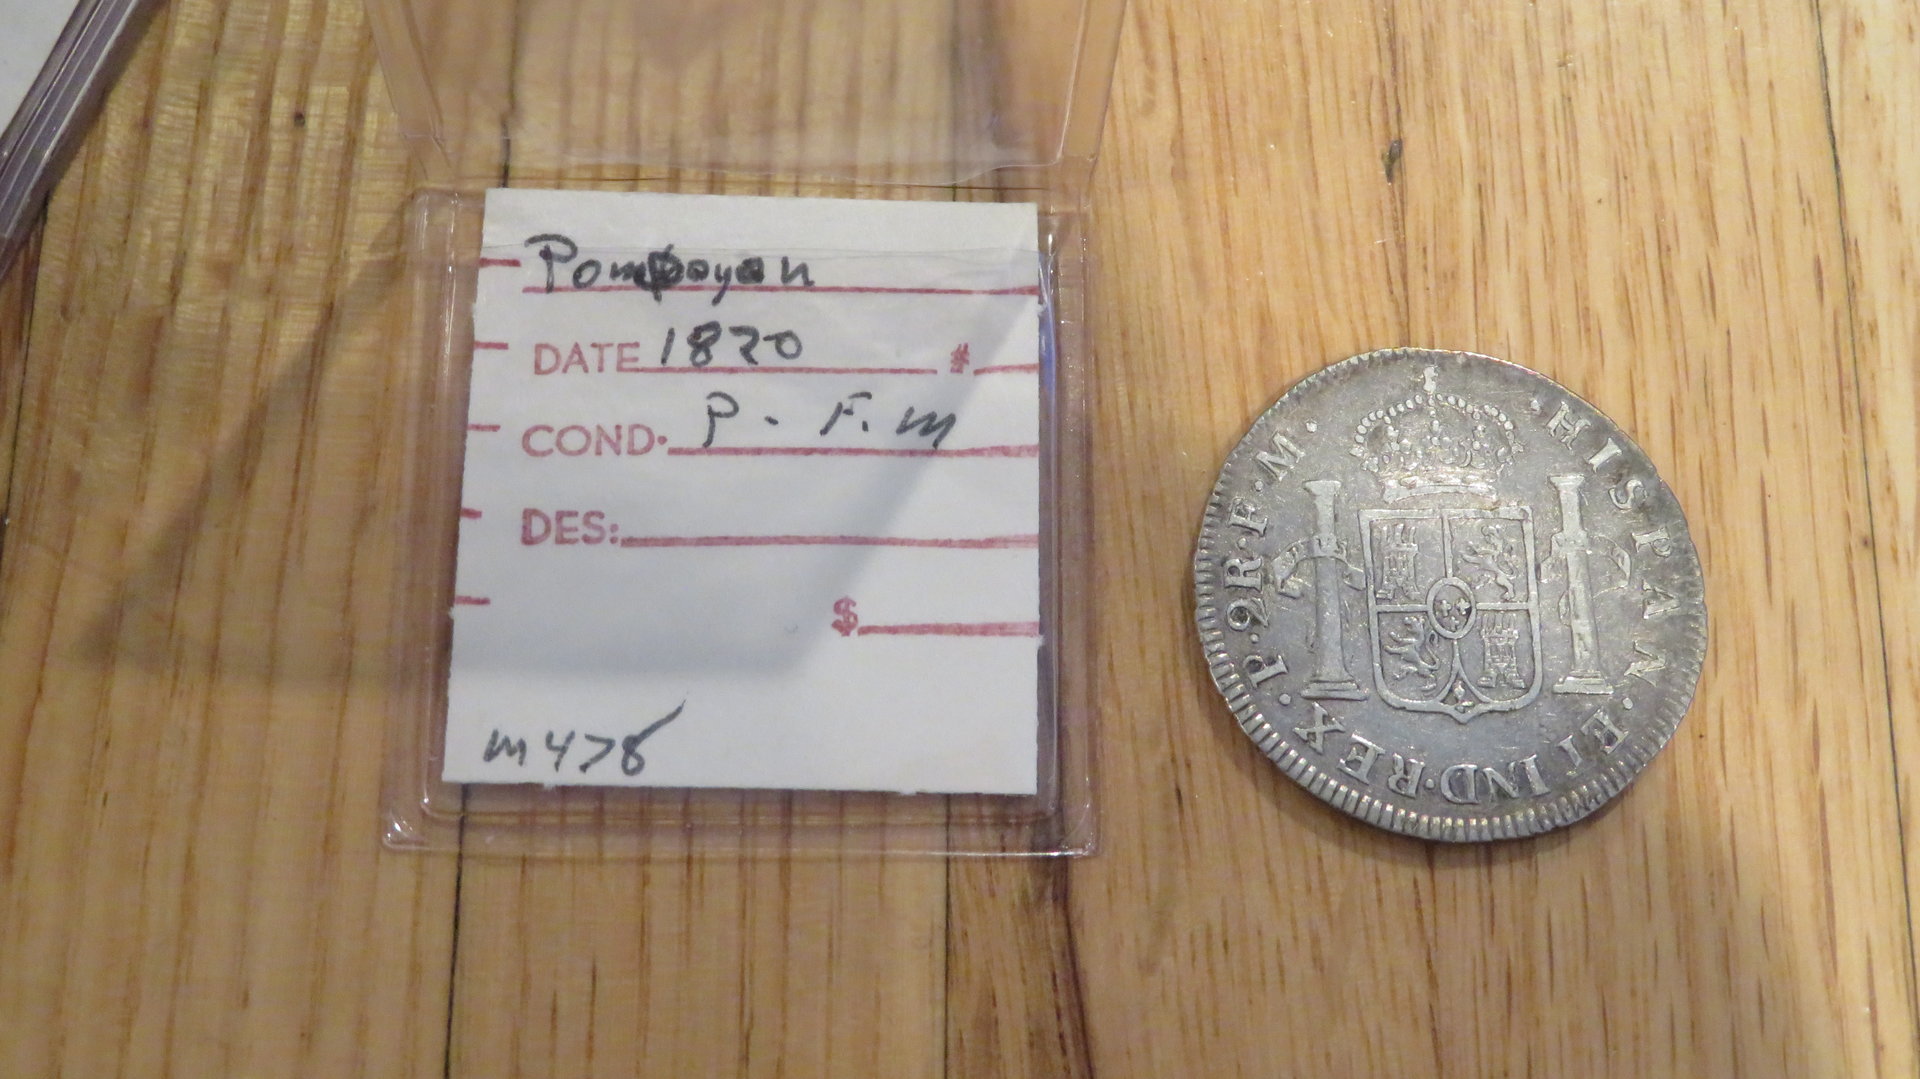 Pompoyan
DATE 1820 #
COND. P - F. m
DES:
$
m478
· HISPAN · ET IND · REX · P · 2R · F · M ·